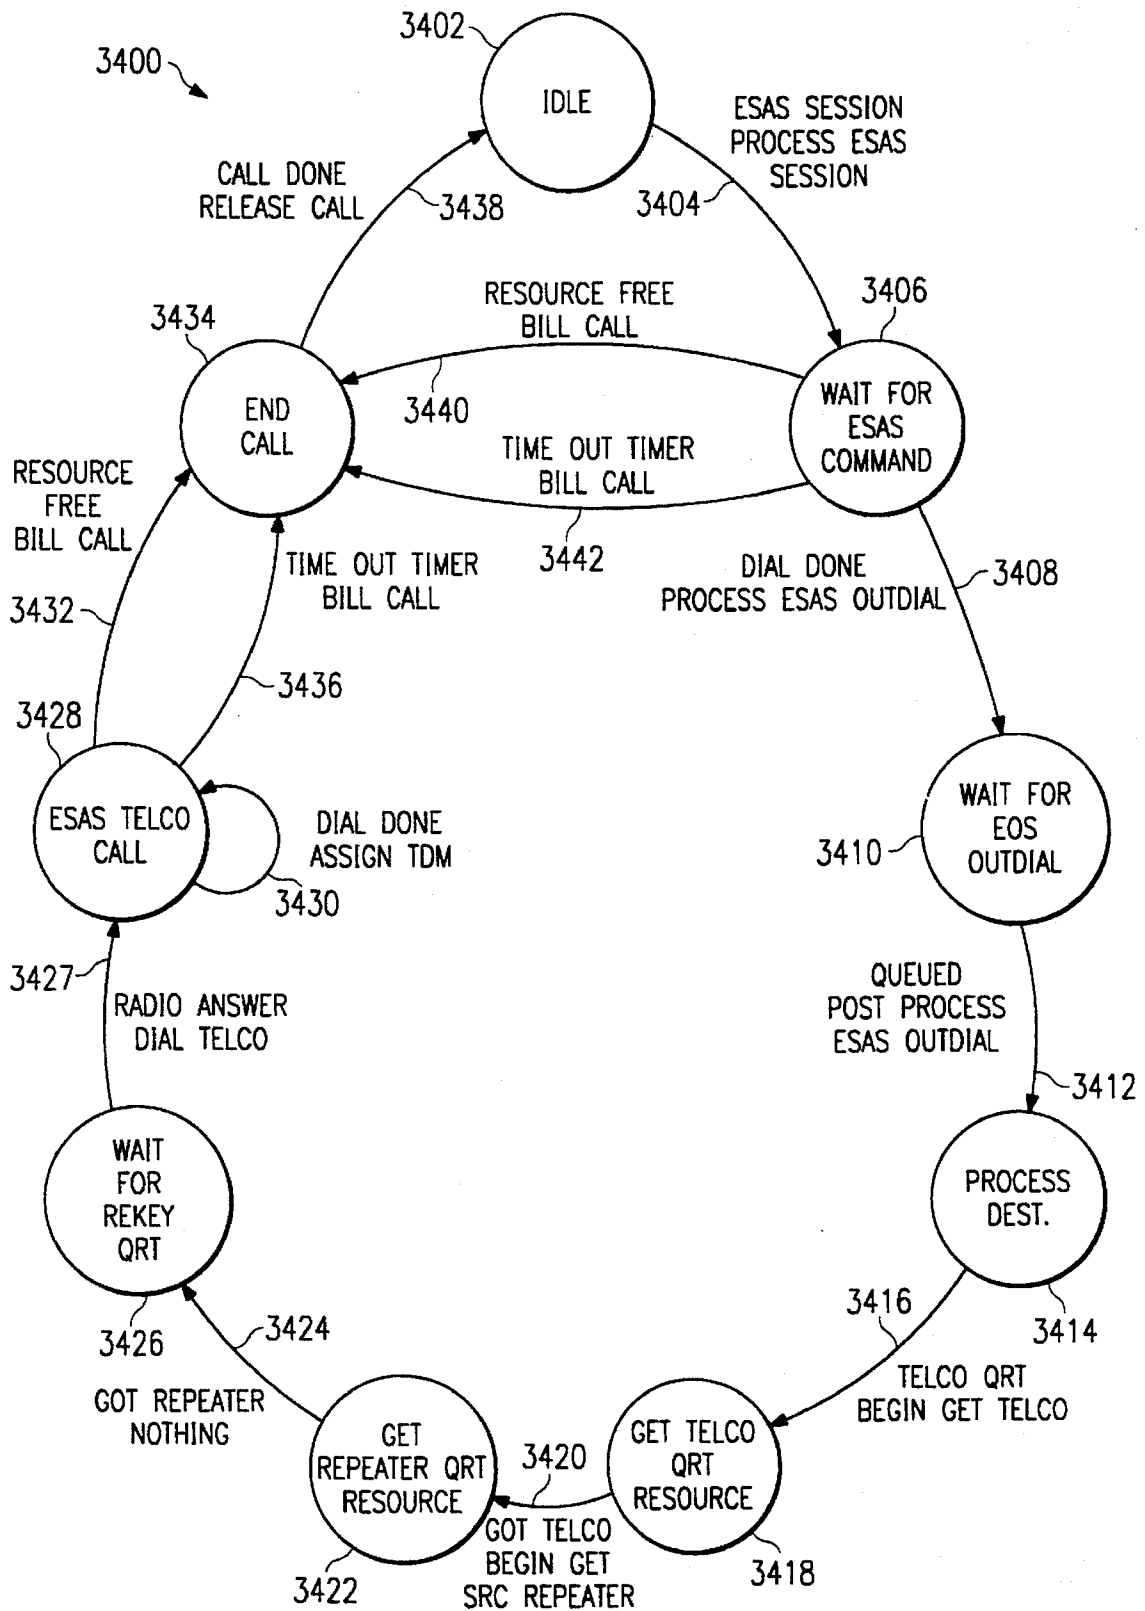 3400
3402
IDLE
ESAS SESSION
PROCESS ESAS
SESSION
3404
CALL DONE
RELEASE CALL
3438
RESOURCE FREE
BILL CALL
3440
3406
WAIT FOR
ESAS
COMMAND
3434
END
CALL
TIME OUT TIMER
BILL CALL
3442
RESOURCE
FREE
BILL CALL
3432
TIME OUT TIMER
BILL CALL
3436
DIAL DONE
PROCESS ESAS OUTDIAL
3408
3428
ESAS TELCO
CALL
DIAL DONE
ASSIGN TDM
3430
WAIT FOR
EOS
OUTDIAL
3410
3427
RADIO ANSWER
DIAL TELCO
QUEUED
POST PROCESS
ESAS OUTDIAL
3412
WAIT
FOR
REKEY
QRT
3426
PROCESS
DEST.
3414
3416
TELCO QRT
BEGIN GET TELCO
3424
GOT REPEATER
NOTHING
GET
REPEATER QRT
RESOURCE
3422
3420
GOT TELCO
BEGIN GET
SRC REPEATER
GET TELCO
QRT
RESOURCE
3418